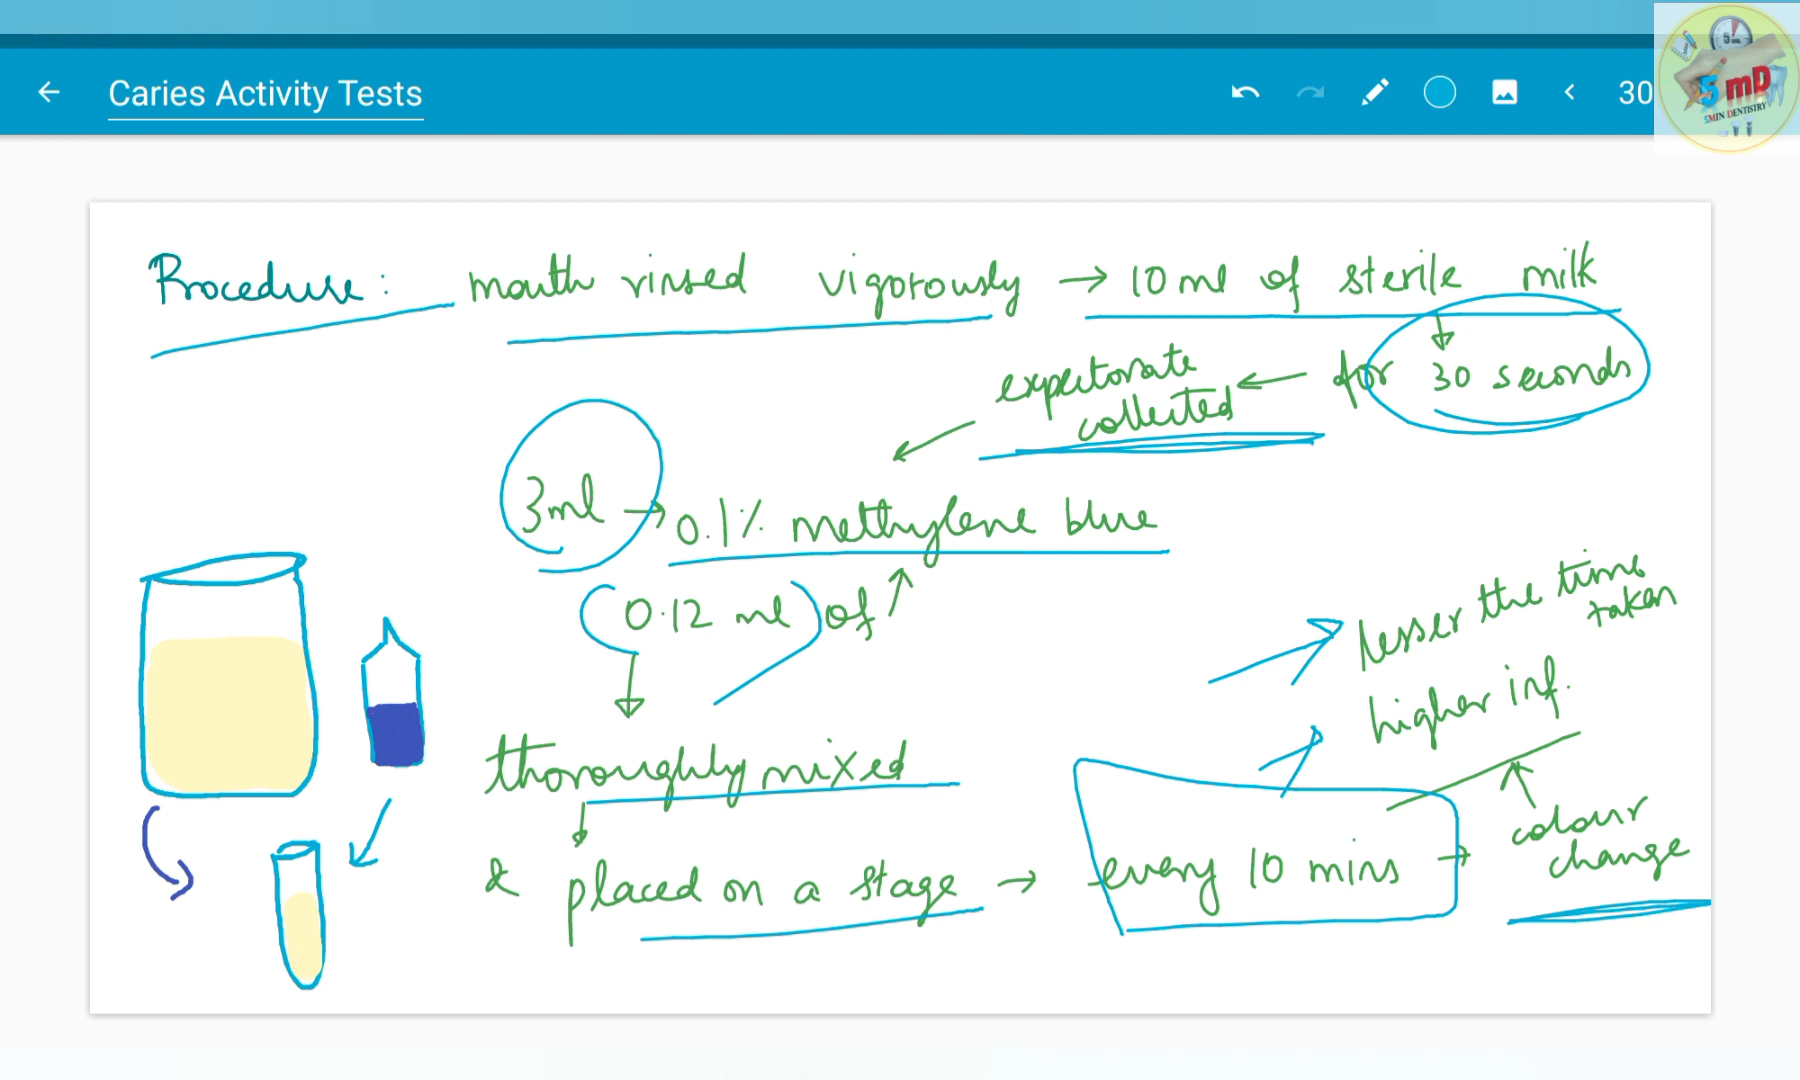 Caries Activity Tests
30
5 mD
5MIN DENTISTRY
Procedure: mouth rinsed vigorously → 10 ml of sterile milk
for 30 seconds
expectorate
collected
3ml → 0.1% methylene blue
(0.12 ml) of
thoroughly mixed
& placed on a stage → every 10 mins →
colour
change
lesser the time
taken
higher inf.